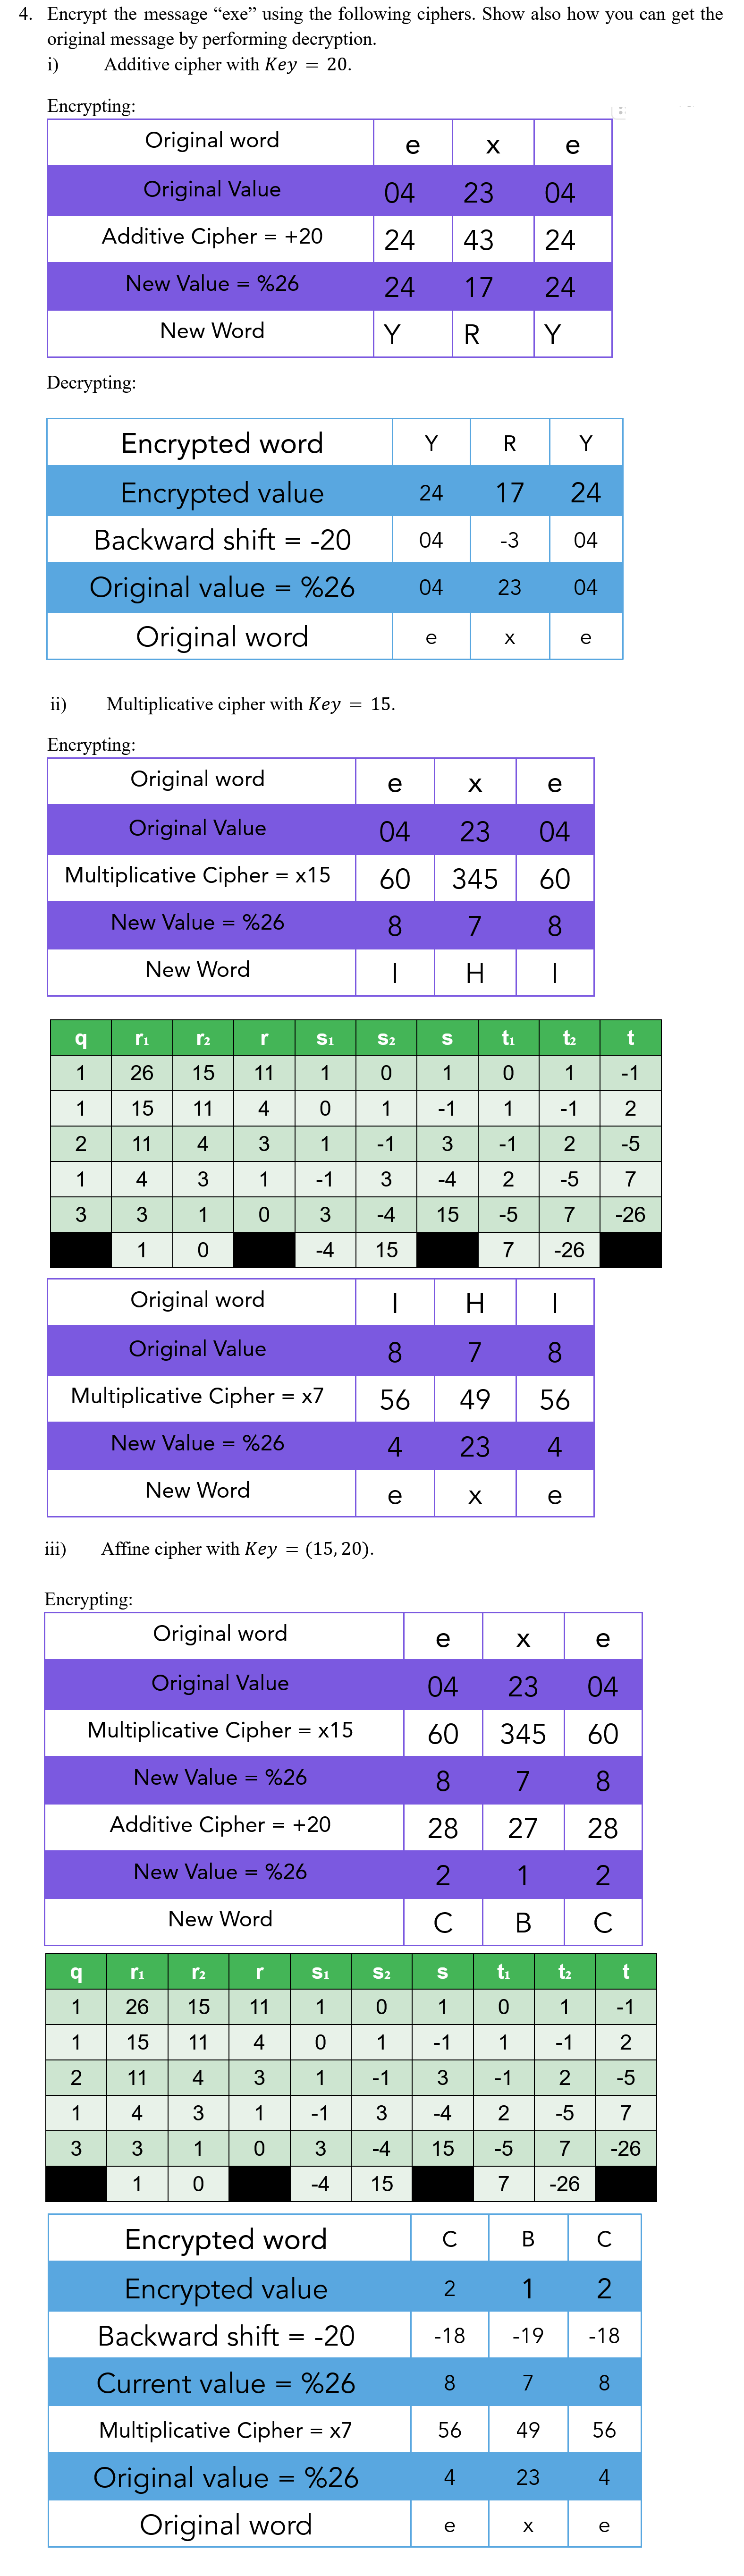 4. Encrypt the message “exe” using the following ciphers. Show also how you can get the
original message by performing decryption.
i) Additive cipher with Key = 20.
Encrypting:
Original word e x e
Original Value 04 23 04
Additive Cipher = +20 24 43 24
New Value = %26 24 17 24
New Word Y R Y
Decrypting:
Encrypted word Y R Y
Encrypted value 24 17 24
Backward shift = -20 04 -3 04
Original value = %26 04 23 04
Original word e x e
ii) Multiplicative cipher with Key = 15.
Encrypting:
Original word e x e
Original Value 04 23 04
Multiplicative Cipher = x15 60 345 60
New Value = %26 8 7 8
New Word I H I
q r₁ r₂ r s₁ s₂ s t₁ t₂ t
1 26 15 11 1 0 1 0 1 -1
1 15 11 4 0 1 -1 1 -1 2
2 11 4 3 1 -1 3 -1 2 -5
1 4 3 1 -1 3 -4 2 -5 7
3 3 1 0 3 -4 15 -5 7 -26
1 0 -4 15 7 -26
Original word I H I
Original Value 8 7 8
Multiplicative Cipher = x7 56 49 56
New Value = %26 4 23 4
New Word e x e
iii) Affine cipher with Key = (15, 20).
Encrypting:
Original word e x e
Original Value 04 23 04
Multiplicative Cipher = x15 60 345 60
New Value = %26 8 7 8
Additive Cipher = +20 28 27 28
New Value = %26 2 1 2
New Word C B C
q r₁ r₂ r s₁ s₂ s t₁ t₂ t
1 26 15 11 1 0 1 0 1 -1
1 15 11 4 0 1 -1 1 -1 2
2 11 4 3 1 -1 3 -1 2 -5
1 4 3 1 -1 3 -4 2 -5 7
3 3 1 0 3 -4 15 -5 7 -26
1 0 -4 15 7 -26
Encrypted word C B C
Encrypted value 2 1 2
Backward shift = -20 -18 -19 -18
Current value = %26 8 7 8
Multiplicative Cipher = x7 56 49 56
Original value = %26 4 23 4
Original word e x e